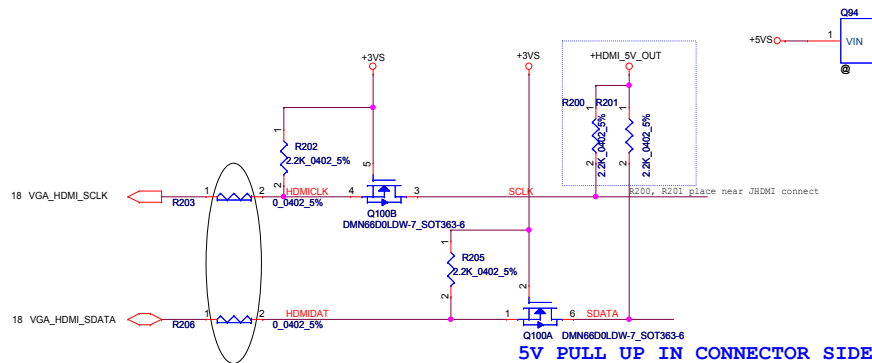 Q94
+5VS
1
VIN
@
+3VS
+3VS
+HDMI_5V_OUT
1
R202
2.2K_0402_5%
2
5
R200
R201
1
1
2.2K_0402_5%
2.2K_0402_5%
2
2
18 VGA_HDMI_SCLK
1
2
HDMICLK
4
3
SCLK
R200, R201 place near JHDMI connect
R203
0_0402_5%
Q100B
DMN66D0LDW-7_SOT363-6
1
R205
2.2K_0402_5%
2
2
18 VGA_HDMI_SDATA
1
2
HDMIDAT
1
6
SDATA
R206
0_0402_5%
Q100A
DMN66D0LDW-7_SOT363-6
5V PULL UP IN CONNECTOR SIDE